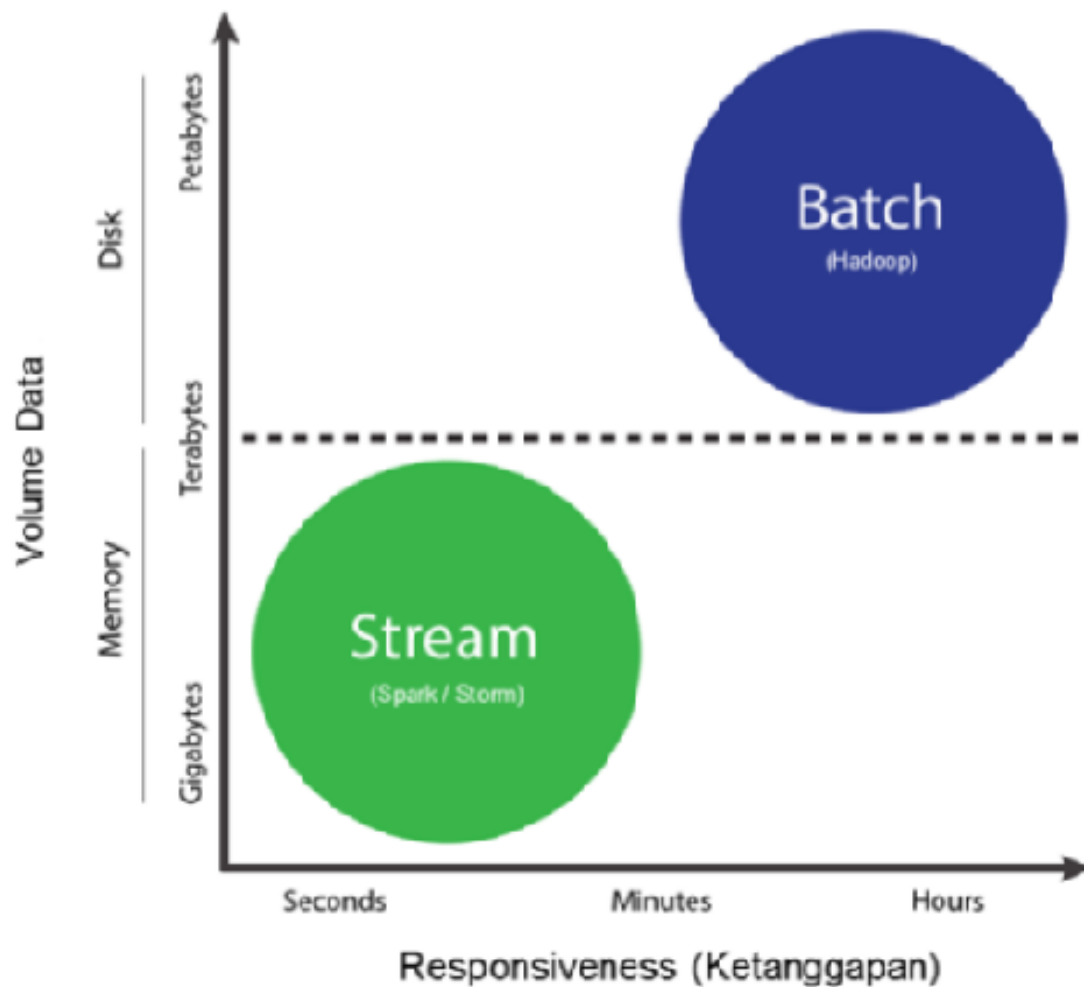 Volume Data
Disk
Memory
Petabytes
Terabytes
Gigabytes
Batch
(Hadoop)
Stream
(Spark / Storm)
Seconds
Minutes
Hours
Responsiveness (Ketanggapan)